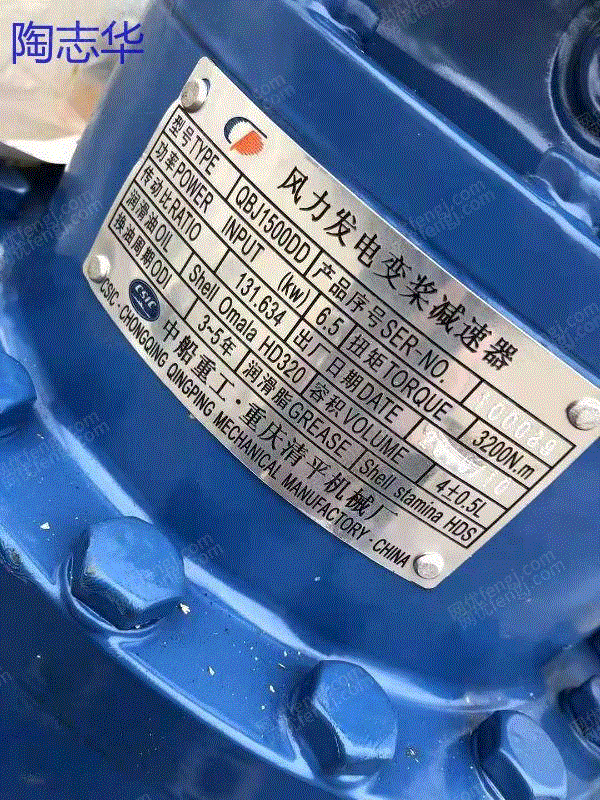 陶志华
风力发电变桨减速器
型号TYPE QBJ1500DD 产品序号SER-NO. 100089
功率POWER INPUT (kw) 6.5 扭矩TORQUE 3200N.m
传动比RATIO 131.634 出厂日期DATE
润滑油OIL Shell Omala HD320 容积VOLUME 4±0.5L
换油周期ODI 3-5年 润滑脂GREASE Shell stamina HDS
CSIC 中船重工·重庆清平机械厂
CSIC - CHONGQING QINGPING MECHANICAL MANUFACTORY - CHINA